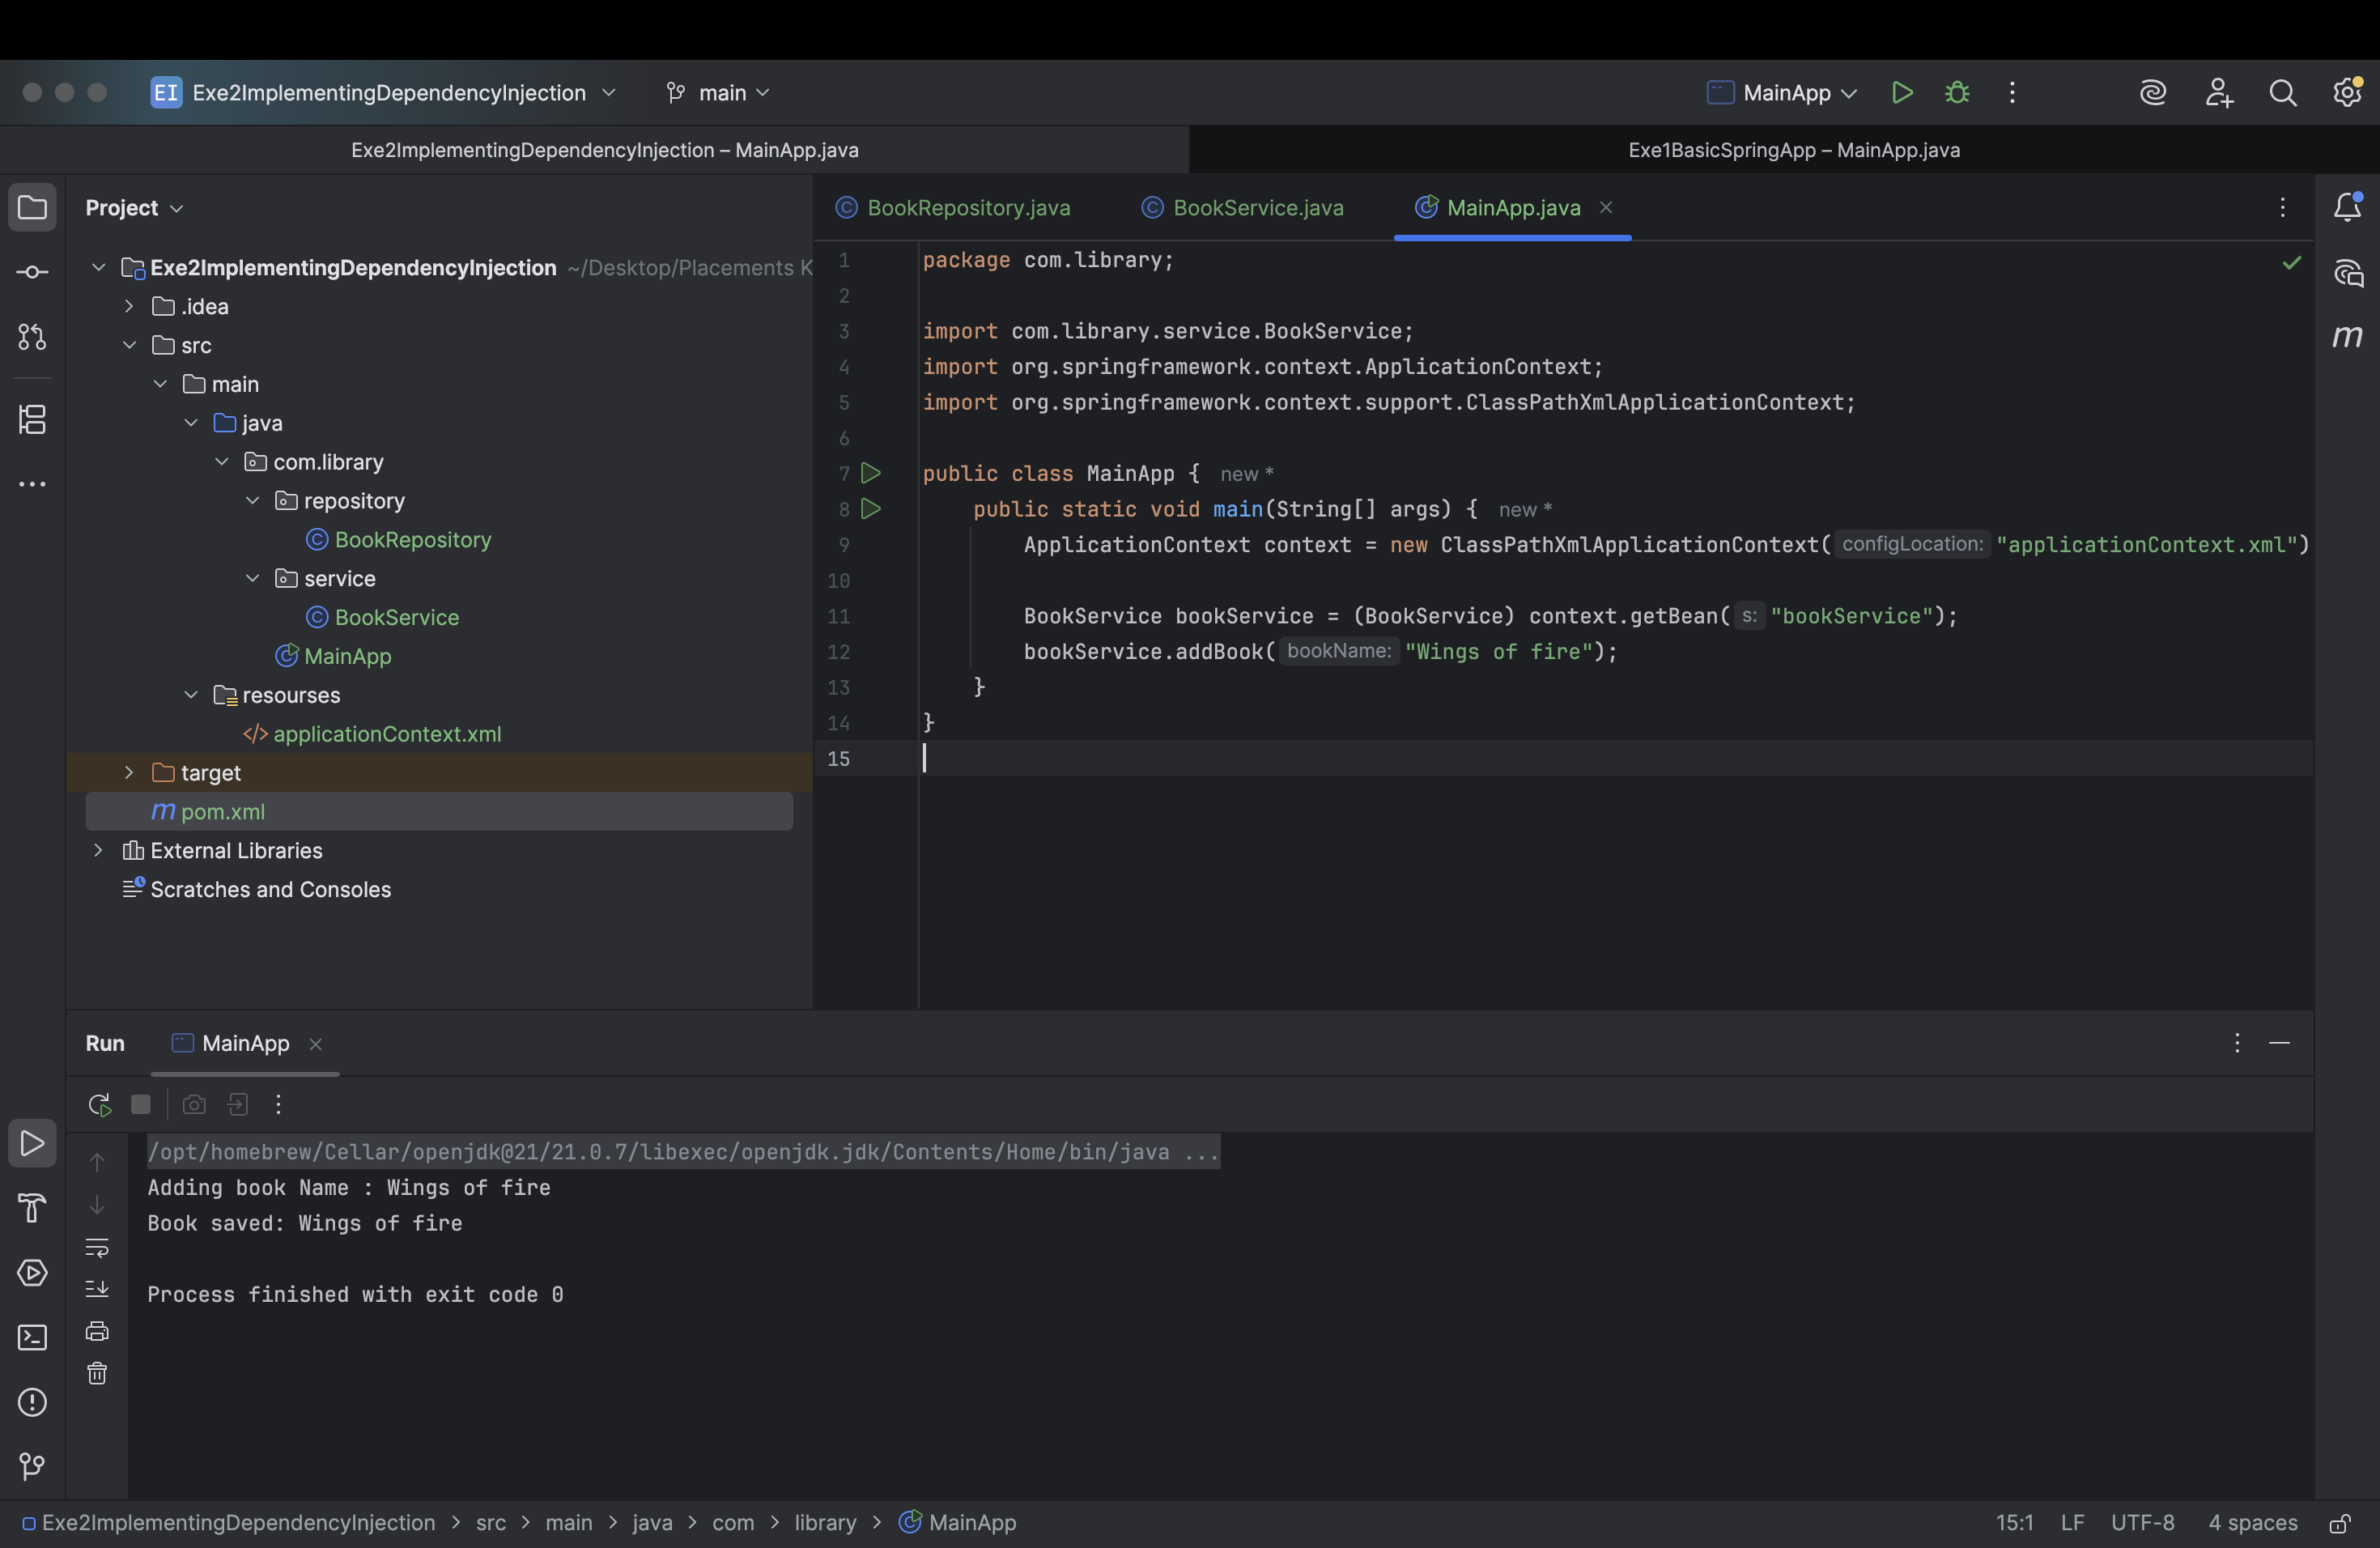 EI Exe2ImplementingDependencyInjection main MainApp
Exe2ImplementingDependencyInjection – MainApp.java Exe1BasicSpringApp – MainApp.java
Project
Exe2ImplementingDependencyInjection ~/Desktop/Placements K
.idea
src
main
java
com.library
repository
BookRepository
service
BookService
MainApp
resourses
applicationContext.xml
target
pom.xml
External Libraries
Scratches and Consoles
BookRepository.java BookService.java MainApp.java
1 package com.library;
2
3 import com.library.service.BookService;
4 import org.springframework.context.ApplicationContext;
5 import org.springframework.context.support.ClassPathXmlApplicationContext;
6
7 public class MainApp { new *
8 public static void main(String[] args) { new *
9 ApplicationContext context = new ClassPathXmlApplicationContext( configLocation: "applicationContext.xml")
10
11 BookService bookService = (BookService) context.getBean( s: "bookService");
12 bookService.addBook( bookName: "Wings of fire");
13 }
14 }
15
Run MainApp
/opt/homebrew/Cellar/openjdk@21/21.0.7/libexec/openjdk.jdk/Contents/Home/bin/java ...
Adding book Name : Wings of fire
Book saved: Wings of fire
Process finished with exit code 0
Exe2ImplementingDependencyInjection > src > main > java > com > library > MainApp 15:1 LF UTF-8 4 spaces